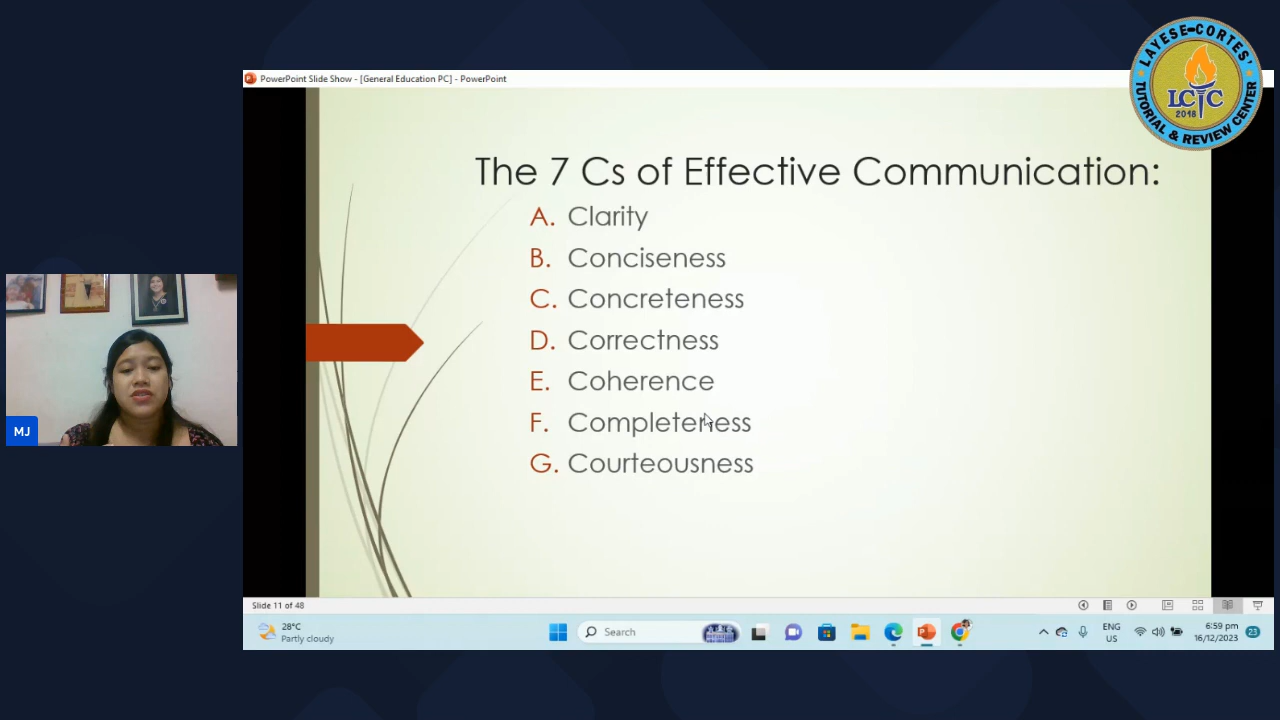 LAYESE-CORTES'
LCTC
2018
TUTORIAL & REVIEW CENTER
PowerPoint Slide Show - [General Education PC] - PowerPoint
The 7 Cs of Effective Communication:
A. Clarity
B. Conciseness
C. Concreteness
D. Correctness
E. Coherence
F. Completeness
G. Courteousness
MJ
Slide 11 of 48
28°C
Partly cloudy
Search
ENG
US
6:59 pm
16/12/2023
23